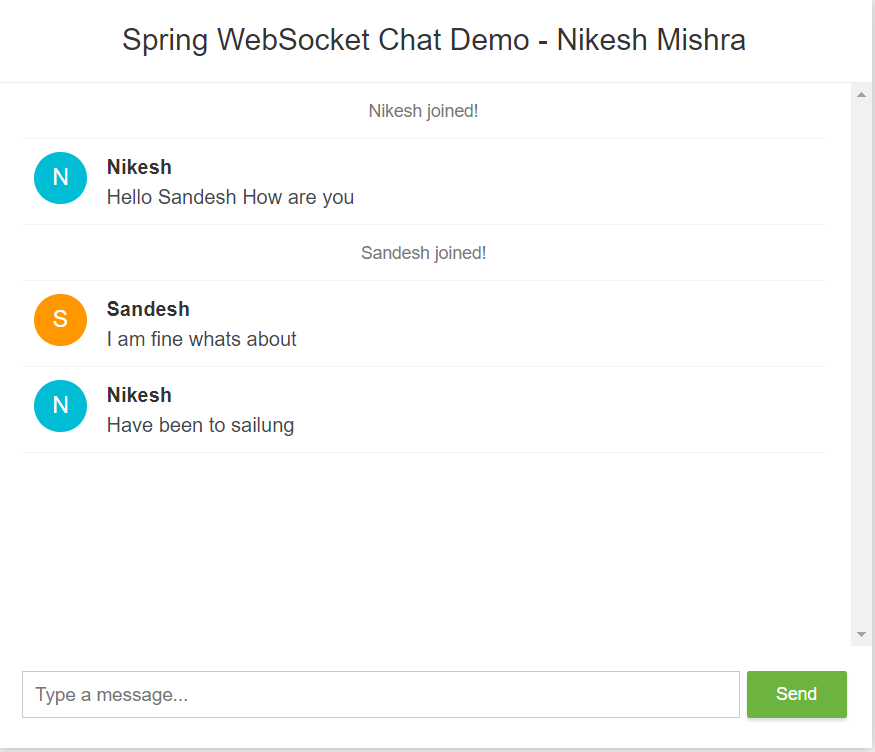 Spring WebSocket Chat Demo - Nikesh Mishra
Nikesh joined!
N
Nikesh
Hello Sandesh How are you
Sandesh joined!
S
Sandesh
I am fine whats about
N
Nikesh
Have been to sailung
Type a message...
Send